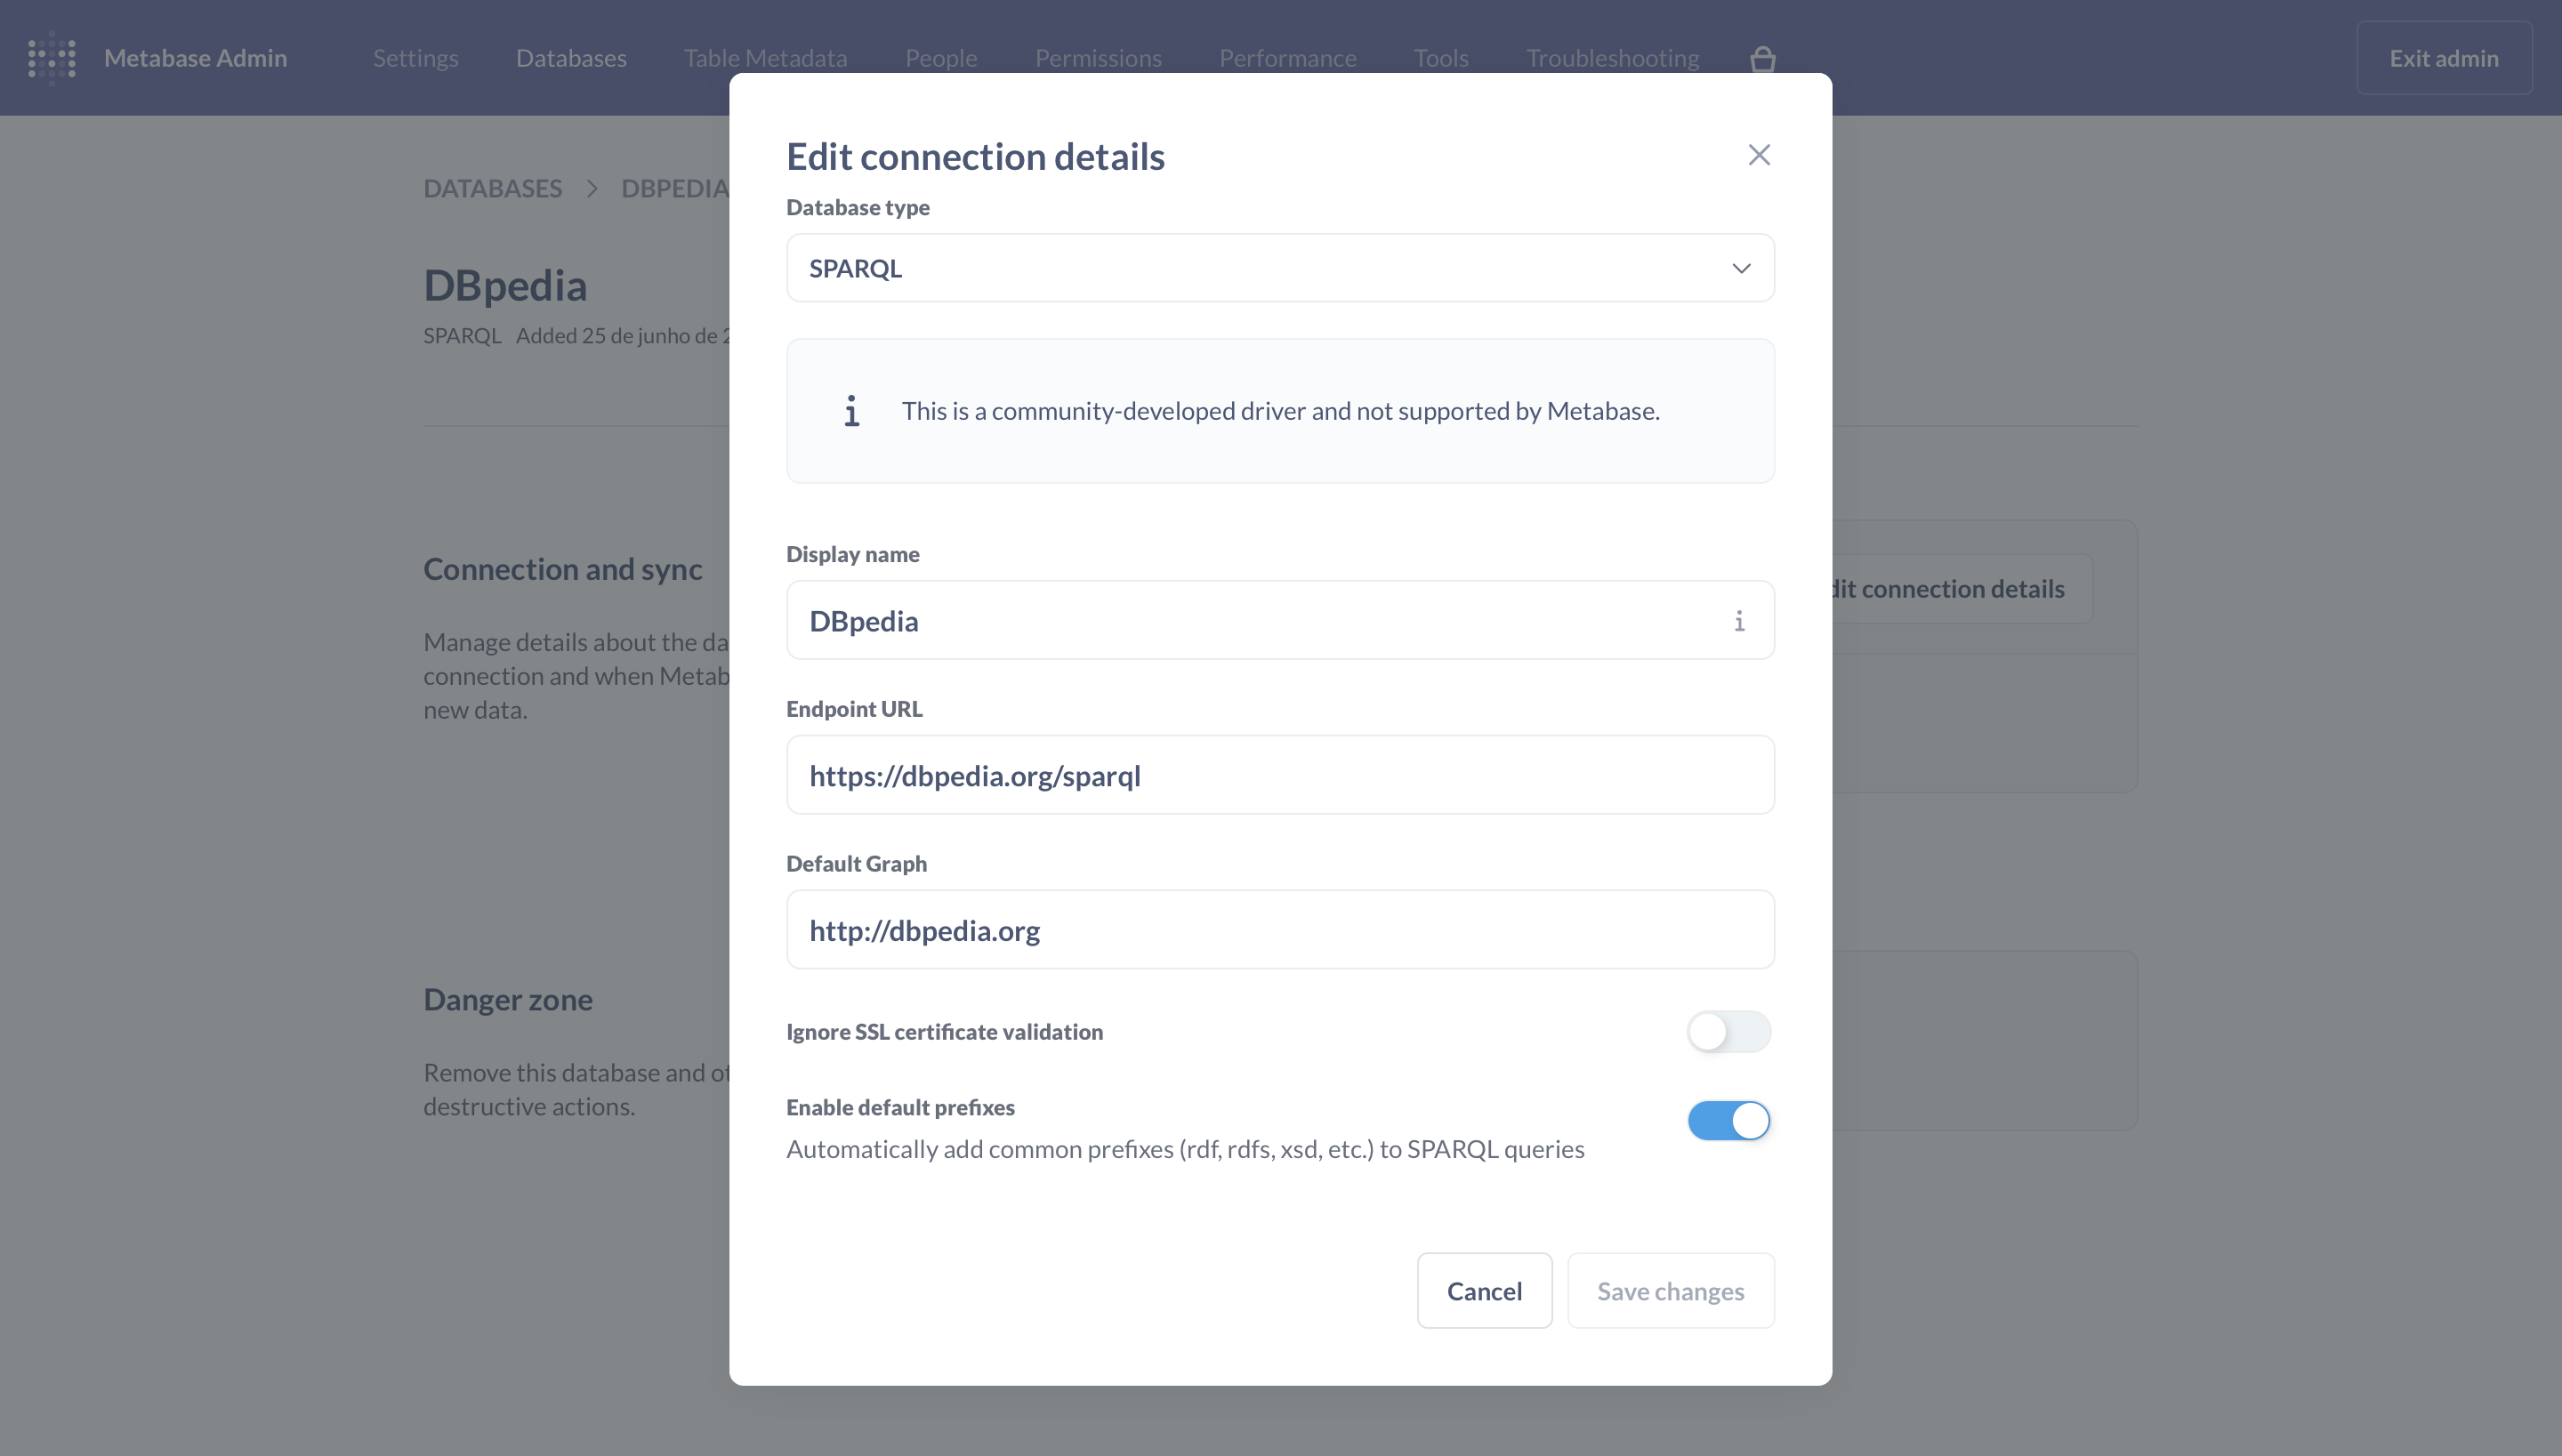 Metabase Admin
Settings
Databases
Table Metadata
People
Permissions
Performance
Tools
Troubleshooting
Exit admin
DATABASES > DBPEDIA
DBpedia
SPARQL Added 25 de junho de
Connection and sync
Manage details about the
connection and when
new data.
Danger zone
Remove this database and
destructive actions.
dit connection details
Edit connection details
Database type
SPARQL
This is a community-developed driver and not supported by Metabase.
Display name
DBpedia
Endpoint URL
https://dbpedia.org/sparql
Default Graph
http://dbpedia.org
Ignore SSL certificate validation
Enable default prefixes
Automatically add common prefixes (rdf, rdfs, xsd, etc.) to SPARQL queries
Cancel
Save changes